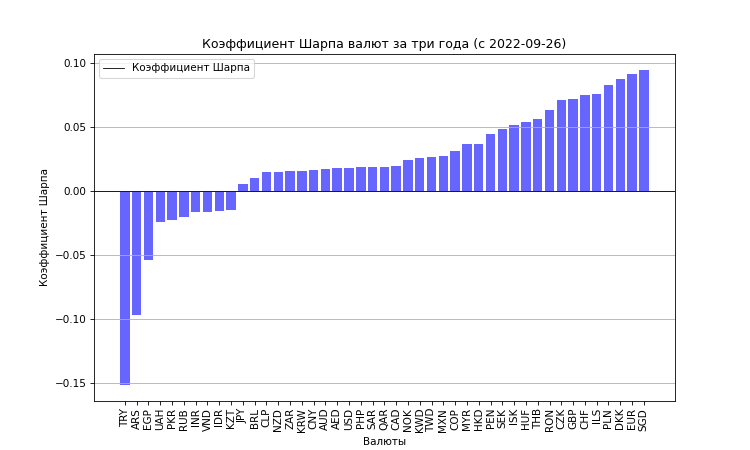 Коэффициент Шарпа валют за три года (с 2022-09-26)
Коэффициент Шарпа
0.10
0.05
0.00
−0.05
−0.10
−0.15
Коэффициент Шарпа
TRY ARS EGP UAH PKR RUB INR VND IDR KZT JPY BRL CLP NZD ZAR KRW CNY AUD AED USD PHP SAR QAR CAD NOK KWD TWD MXN COP MYR HKD PEN SEK ISK HUF THB RON CZK GBP CHF ILS PLN DKK EUR SGD
Валюты